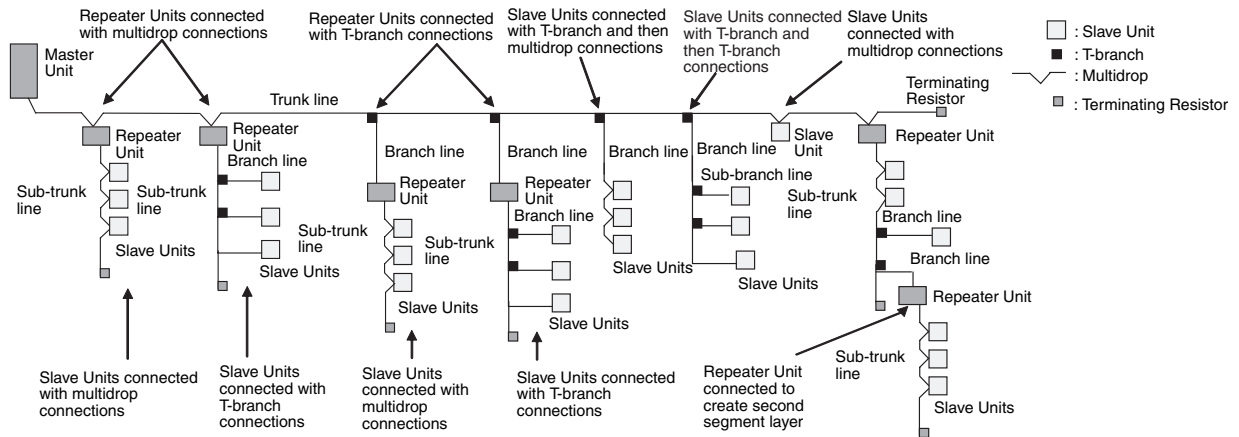 Repeater Units connected
with multidrop connections
Repeater Units connected
with T-branch connections
Slave Units connected
with T-branch and then
multidrop connections
Slave Units connected
with T-branch and
then T-branch
connections
Slave Units
connected with
multidrop connections
: Slave Unit
: T-branch
: Multidrop
: Terminating Resistor
Master
Unit
Trunk line
Terminating
Resistor
Repeater
Unit
Repeater
Unit
Slave
Unit
Repeater Unit
Branch line
Branch line
Branch line
Branch line
Branch line
Sub-trunk
line
Sub-trunk
line
Repeater
Unit
Repeater
Unit
Sub-branch line
Sub-trunk
line
Branch line
Branch line
Slave Units
Sub-trunk
line
Slave Units
Sub-trunk
line
Slave Units
Slave Units
Branch line
Slave Units
Slave Units
Repeater Unit
Sub-trunk
line
Slave Units
Slave Units connected
with multidrop
connections
Slave Units
connected with
T-branch
connections
Slave Units
connected with
multidrop
connections
Slave Units connected
with T-branch
connections
Repeater Unit
connected to
create second
segment layer